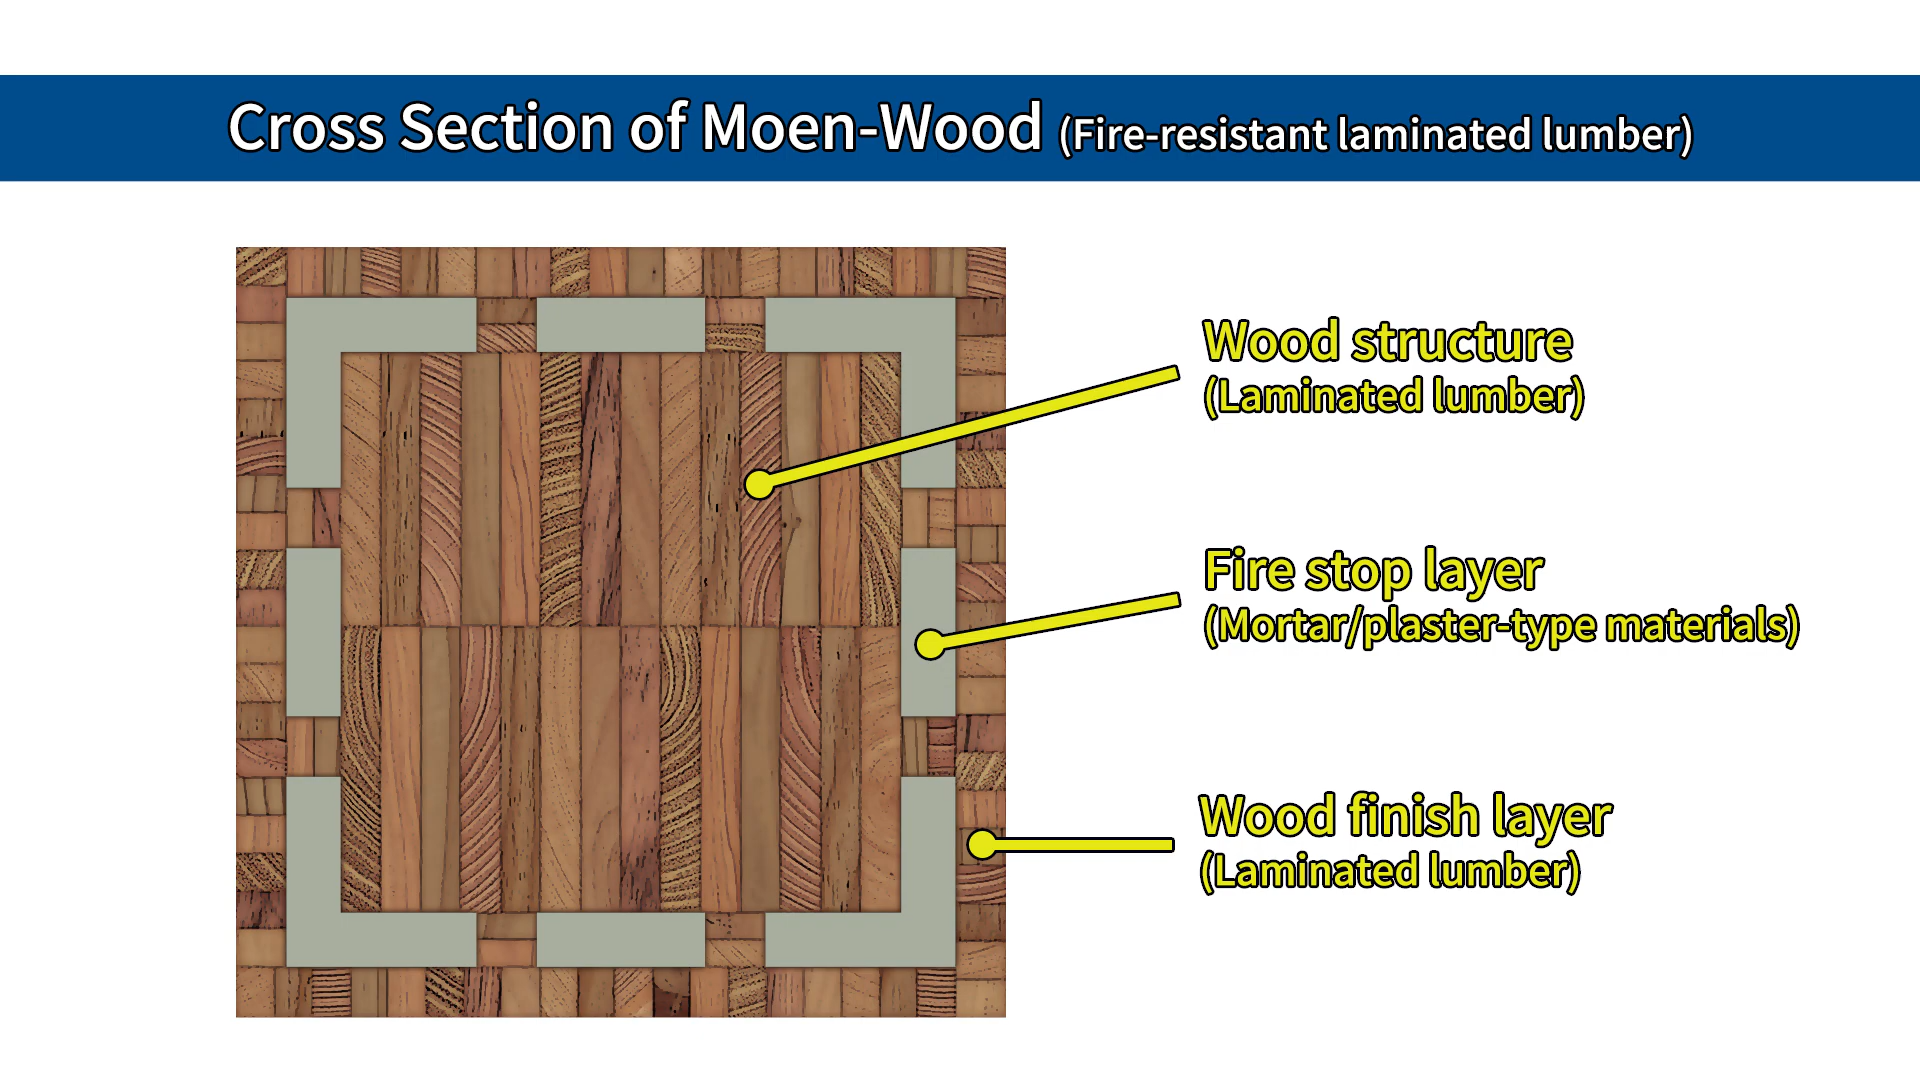 Cross Section of Moen-Wood (Fire-resistant laminated lumber)
Wood structure
(Laminated lumber)
Fire stop layer
(Mortar/plaster-type materials)
Wood finish layer
(Laminated lumber)